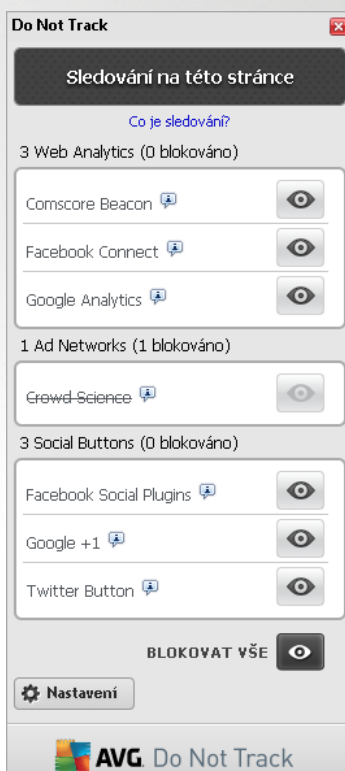 Do Not Track
Sledování na této stránce
Co je sledování?
3 Web Analytics (0 blokováno)
Comscore Beacon
Facebook Connect
Google Analytics
1 Ad Networks (1 blokováno)
Crowd Science
3 Social Buttons (0 blokováno)
Facebook Social Plugins
Google +1
Twitter Button
BLOKOVAT VŠE
Nastavení
AVG. Do Not Track